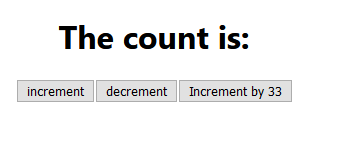 The count is:
increment decrement Increment by 33